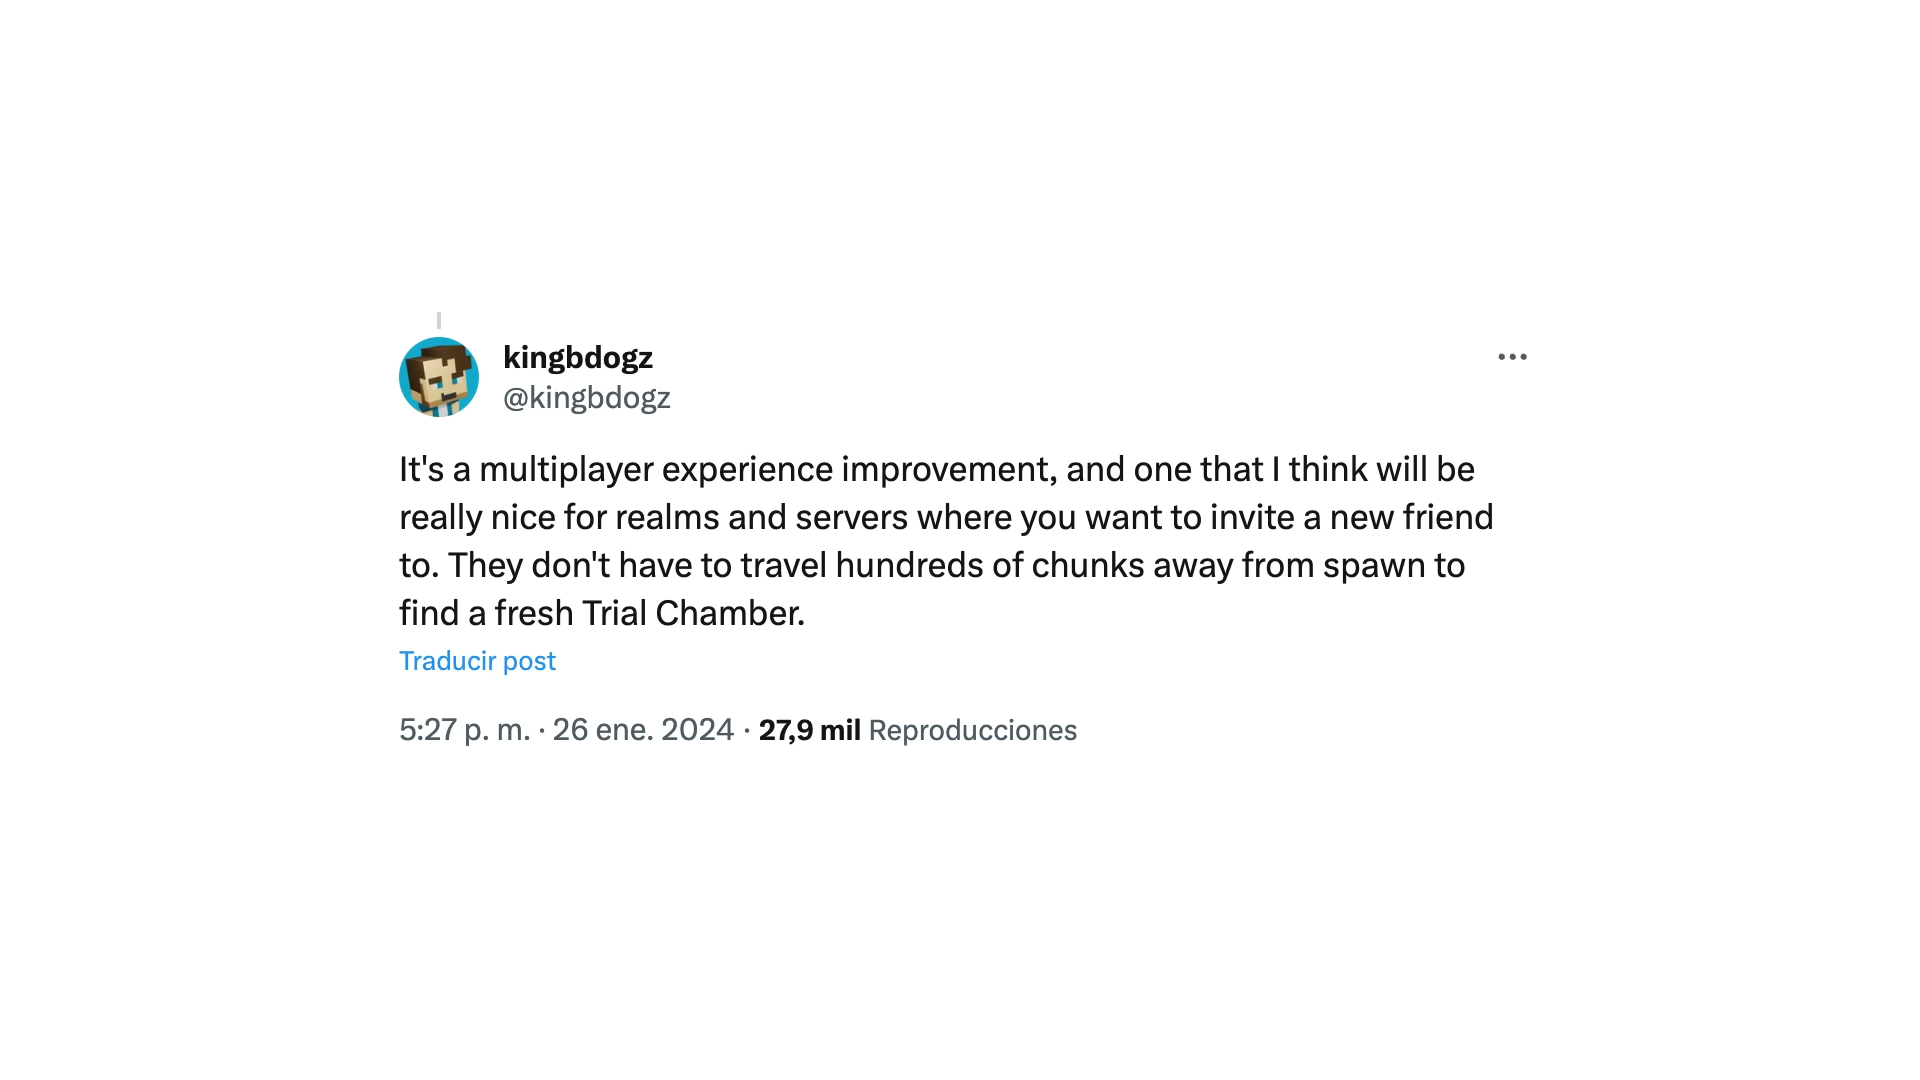 kingbdogz
@kingbdogz
It's a multiplayer experience improvement, and one that I think will be
really nice for realms and servers where you want to invite a new friend
to. They don't have to travel hundreds of chunks away from spawn to
find a fresh Trial Chamber.
Traducir post
5:27 p. m. · 26 ene. 2024 · 27,9 mil Reproducciones